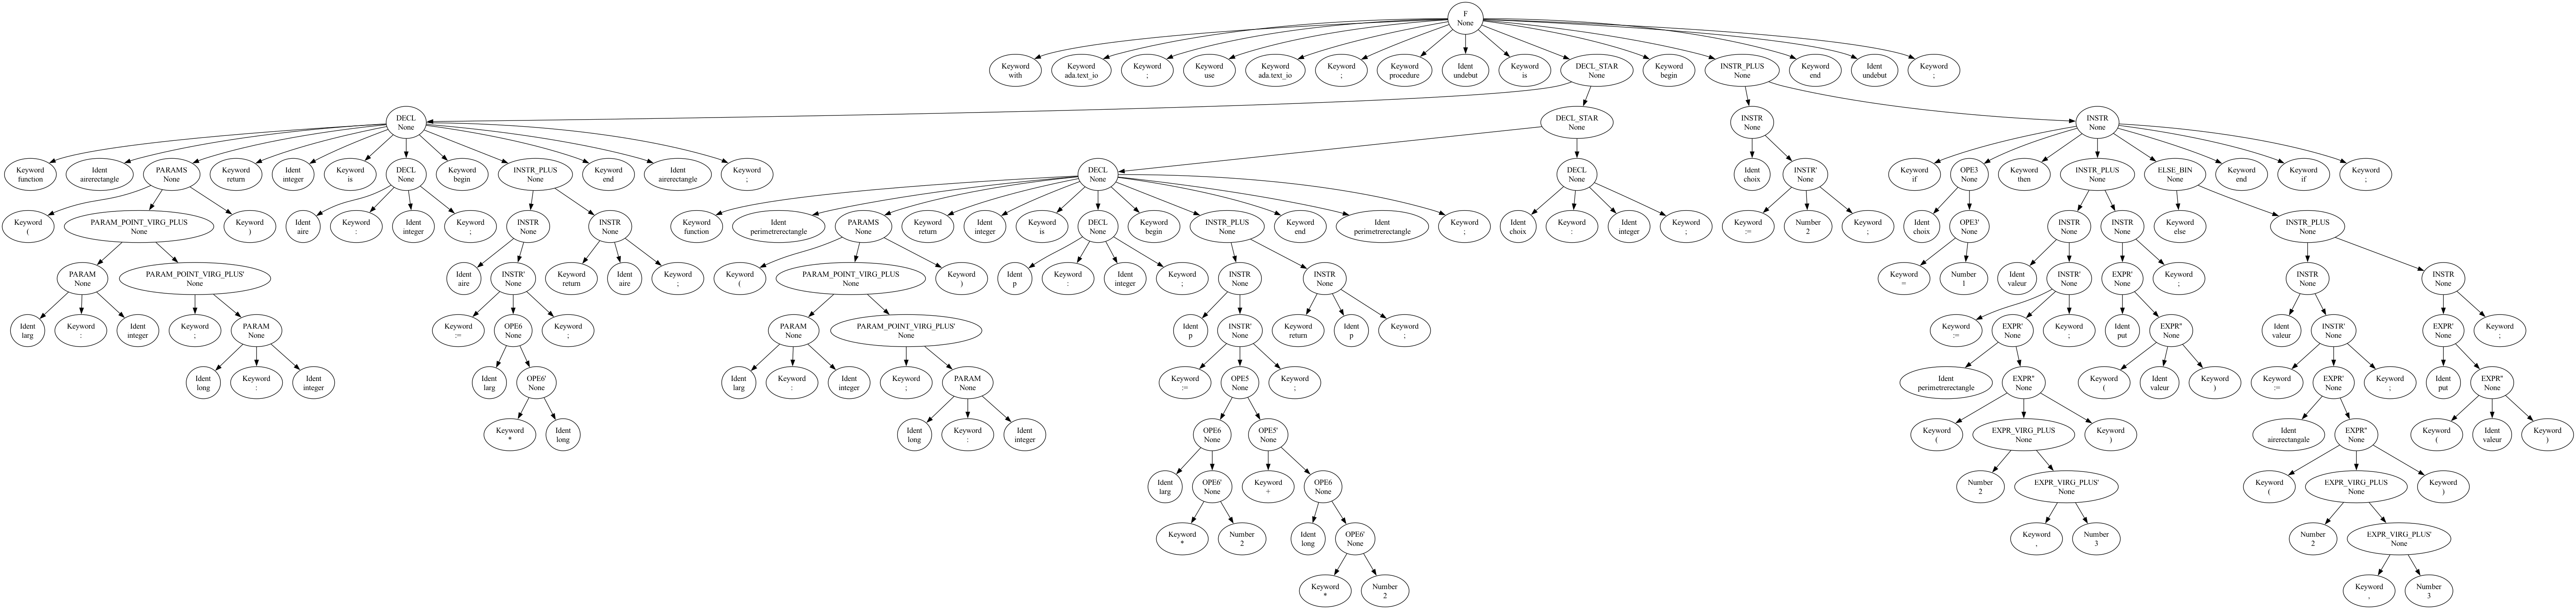 F
None
Keyword
with
Keyword
ada.text_io
Keyword
;
Keyword
use
Keyword
ada.text_io
Keyword
;
Keyword
procedure
Ident
undebut
Keyword
is
DECL_STAR
None
Keyword
begin
INSTR_PLUS
None
Keyword
end
Ident
undebut
Keyword
;
DECL
None
DECL_STAR
None
INSTR
None
INSTR
None
Keyword
function
Ident
airerectangle
PARAMS
None
Keyword
return
Ident
integer
Keyword
is
DECL
None
Keyword
begin
INSTR_PLUS
None
Keyword
end
Ident
airerectangle
Keyword
;
DECL
None
DECL
None
Ident
choix
INSTR'
None
Keyword
if
OPE3
None
Keyword
then
INSTR_PLUS
None
ELSE_BIN
None
Keyword
end
Keyword
if
Keyword
;
Keyword
(
PARAM_POINT_VIRG_PLUS
None
Keyword
)
Ident
aire
Keyword
:
Ident
integer
Keyword
;
INSTR
None
INSTR
None
Keyword
function
Ident
perimetrerectangle
PARAMS
None
Keyword
return
Ident
integer
Keyword
is
DECL
None
Keyword
begin
INSTR_PLUS
None
Keyword
end
Ident
perimetrerectangle
Keyword
;
Ident
choix
Keyword
:
Ident
integer
Keyword
;
Keyword
:=
Number
2
Keyword
;
Ident
choix
OPE3'
None
INSTR
None
INSTR
None
Keyword
else
INSTR_PLUS
None
PARAM
None
PARAM_POINT_VIRG_PLUS'
None
Ident
aire
INSTR'
None
Keyword
return
Ident
aire
Keyword
;
Keyword
(
PARAM_POINT_VIRG_PLUS
None
Keyword
)
Ident
p
Keyword
:
Ident
integer
Keyword
;
INSTR
None
INSTR
None
Keyword
=
Number
1
Ident
valeur
INSTR'
None
EXPR'
None
Keyword
;
INSTR
None
INSTR
None
Ident
larg
Keyword
:
Ident
integer
Keyword
;
PARAM
None
Keyword
:=
OPE6
None
Keyword
;
PARAM
None
PARAM_POINT_VIRG_PLUS'
None
Ident
p
INSTR'
None
Keyword
return
Ident
p
Keyword
;
Keyword
:=
EXPR'
None
Keyword
;
Ident
put
EXPR''
None
Ident
valeur
INSTR'
None
EXPR'
None
Keyword
;
Ident
long
Keyword
:
Ident
integer
Ident
larg
OPE6'
None
Ident
larg
Keyword
:
Ident
integer
Keyword
;
PARAM
None
Keyword
:=
OPE5
None
Keyword
;
Ident
perimetrerectangle
EXPR''
None
Keyword
(
Ident
valeur
Keyword
)
Keyword
:=
EXPR'
None
Keyword
;
Ident
put
EXPR''
None
Keyword
*
Ident
long
Ident
long
Keyword
:
Ident
integer
OPE6
None
OPE5'
None
Keyword
(
EXPR_VIRG_PLUS
None
Keyword
)
Ident
airerectangale
EXPR''
None
Keyword
(
Ident
valeur
Keyword
)
Ident
larg
OPE6'
None
Keyword
+
OPE6
None
Number
2
EXPR_VIRG_PLUS'
None
Keyword
(
EXPR_VIRG_PLUS
None
Keyword
)
Keyword
*
Number
2
Ident
long
OPE6'
None
Keyword
,
Number
3
Number
2
EXPR_VIRG_PLUS'
None
Keyword
*
Number
2
Keyword
,
Number
3